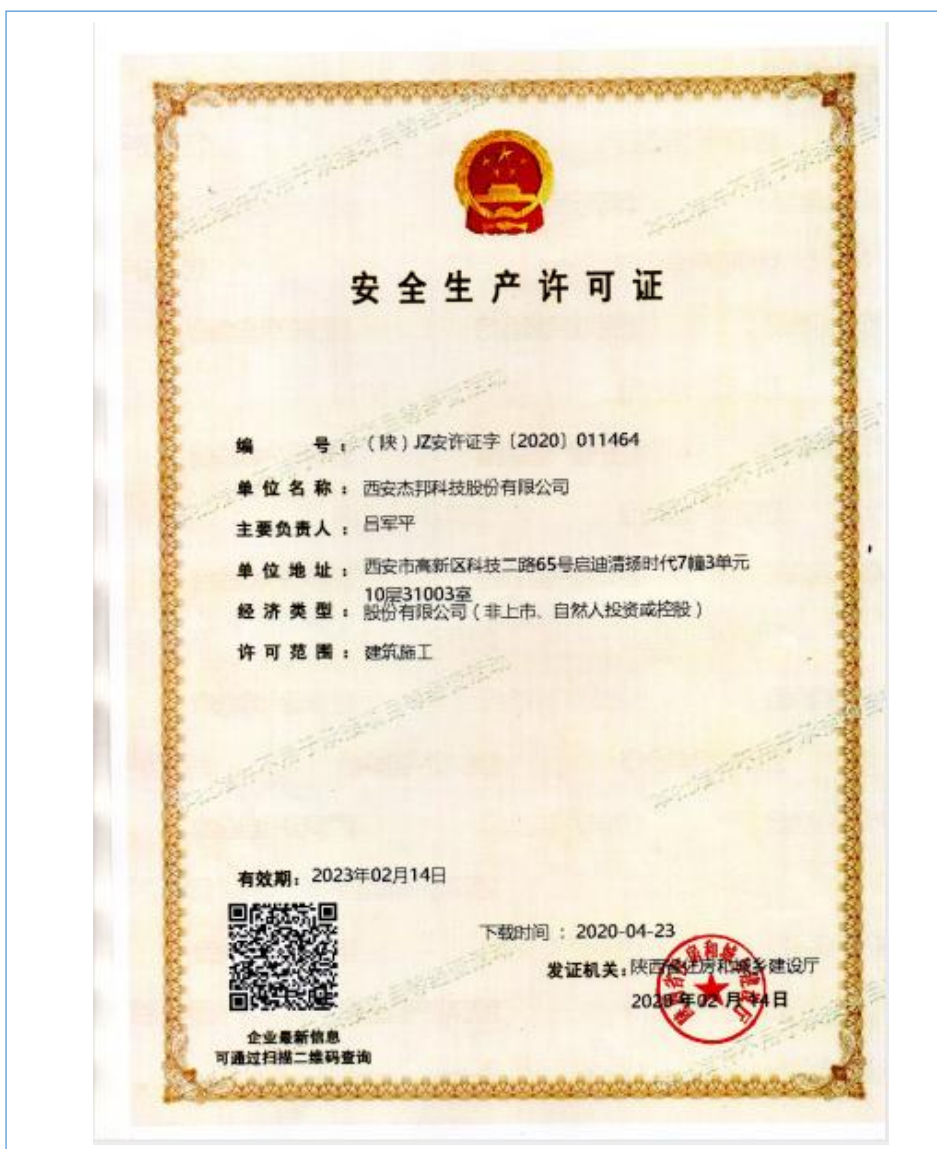 安全生产许可证
编 号：（陕）JZ安许证字〔2020〕011464
单位名称：西安杰邦科技股份有限公司
主要负责人：吕军平
单位地址：西安市高新区科技二路65号启迪清扬时代7幢3单元
10层31003室
经济类型：股份有限公司（非上市、自然人投资或控股）
许可范围：建筑施工
有效期：2023年02月14日
下载时间：2020-04-23
发证机关：陕西省住房和城乡建设厅
2020年02月14日
企业最新信息
可通过扫描二维码查询